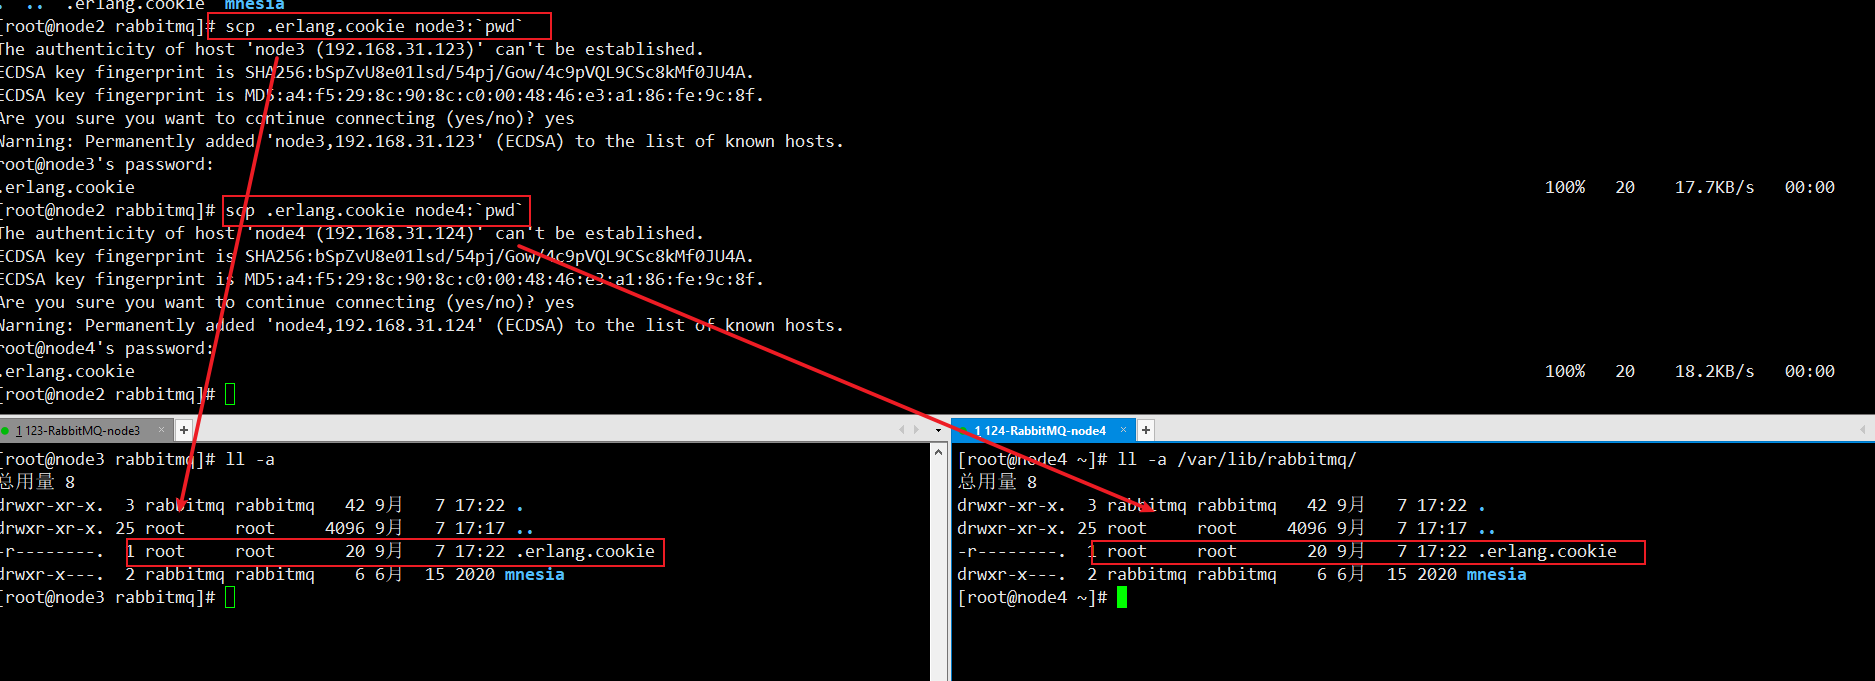 . .. .erlang.cookie mnesia
[root@node2 rabbitmq]# scp .erlang.cookie node3:`pwd`
The authenticity of host 'node3 (192.168.31.123)' can't be established.
ECDSA key fingerprint is SHA256:bSpZvU8e01lsd/54pj/Gow/4c9pVQL9CSc8kMf0JU4A.
ECDSA key fingerprint is MD5:a4:f5:29:8c:90:8c:c0:00:48:46:e3:a1:86:fe:9c:8f.
Are you sure you want to continue connecting (yes/no)? yes
Warning: Permanently added 'node3,192.168.31.123' (ECDSA) to the list of known hosts.
root@node3's password:
.erlang.cookie 100% 20 17.7KB/s 00:00
[root@node2 rabbitmq]# scp .erlang.cookie node4:`pwd`
The authenticity of host 'node4 (192.168.31.124)' can't be established.
ECDSA key fingerprint is SHA256:bSpZvU8e01lsd/54pj/Gow/4c9pVQL9CSc8kMf0JU4A.
ECDSA key fingerprint is MD5:a4:f5:29:8c:90:8c:c0:00:48:46:e3:a1:86:fe:9c:8f.
Are you sure you want to continue connecting (yes/no)? yes
Warning: Permanently added 'node4,192.168.31.124' (ECDSA) to the list of known hosts.
root@node4's password:
.erlang.cookie 100% 20 18.2KB/s 00:00
[root@node2 rabbitmq]#
1 123-RabbitMQ-node3
[root@node3 rabbitmq]# ll -a
总用量 8
drwxr-xr-x. 3 rabbitmq rabbitmq 42 9月 7 17:22 .
drwxr-xr-x. 25 root root 4096 9月 7 17:17 ..
-r--------. 1 root root 20 9月 7 17:22 .erlang.cookie
drwxr-x---. 2 rabbitmq rabbitmq 6 6月 15 2020 mnesia
[root@node3 rabbitmq]#
1 124-RabbitMQ-node4
[root@node4 ~]# ll -a /var/lib/rabbitmq/
总用量 8
drwxr-xr-x. 3 rabbitmq rabbitmq 42 9月 7 17:22 .
drwxr-xr-x. 25 root root 4096 9月 7 17:17 ..
-r--------. 1 root root 20 9月 7 17:22 .erlang.cookie
drwxr-x---. 2 rabbitmq rabbitmq 6 6月 15 2020 mnesia
[root@node4 ~]#